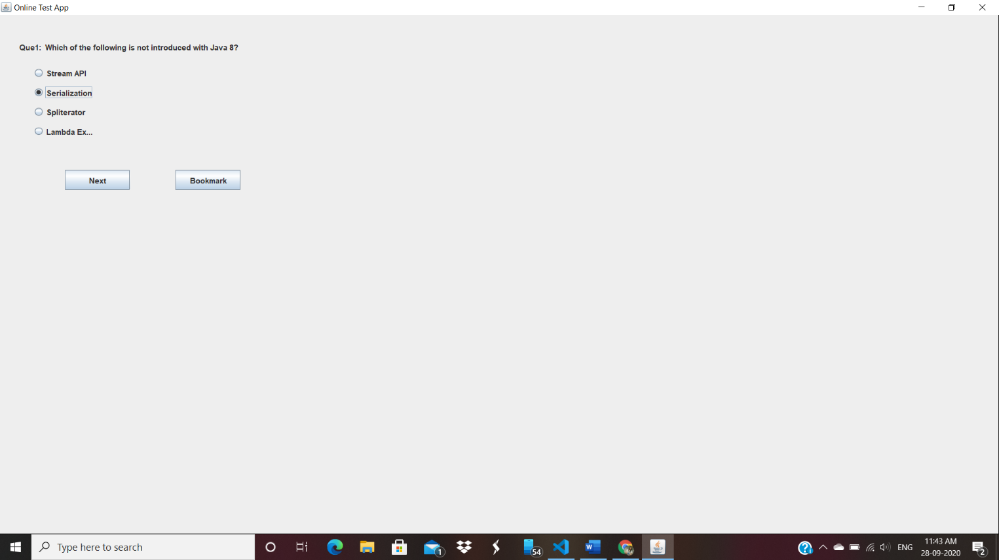 Online Test App
Que1: Which of the following is not introduced with Java 8?
Stream API
Serialization
Spliterator
Lambda Ex...
Next Bookmark
Type here to search
1
54
W
ENG
11:43 AM
28-09-2020
2